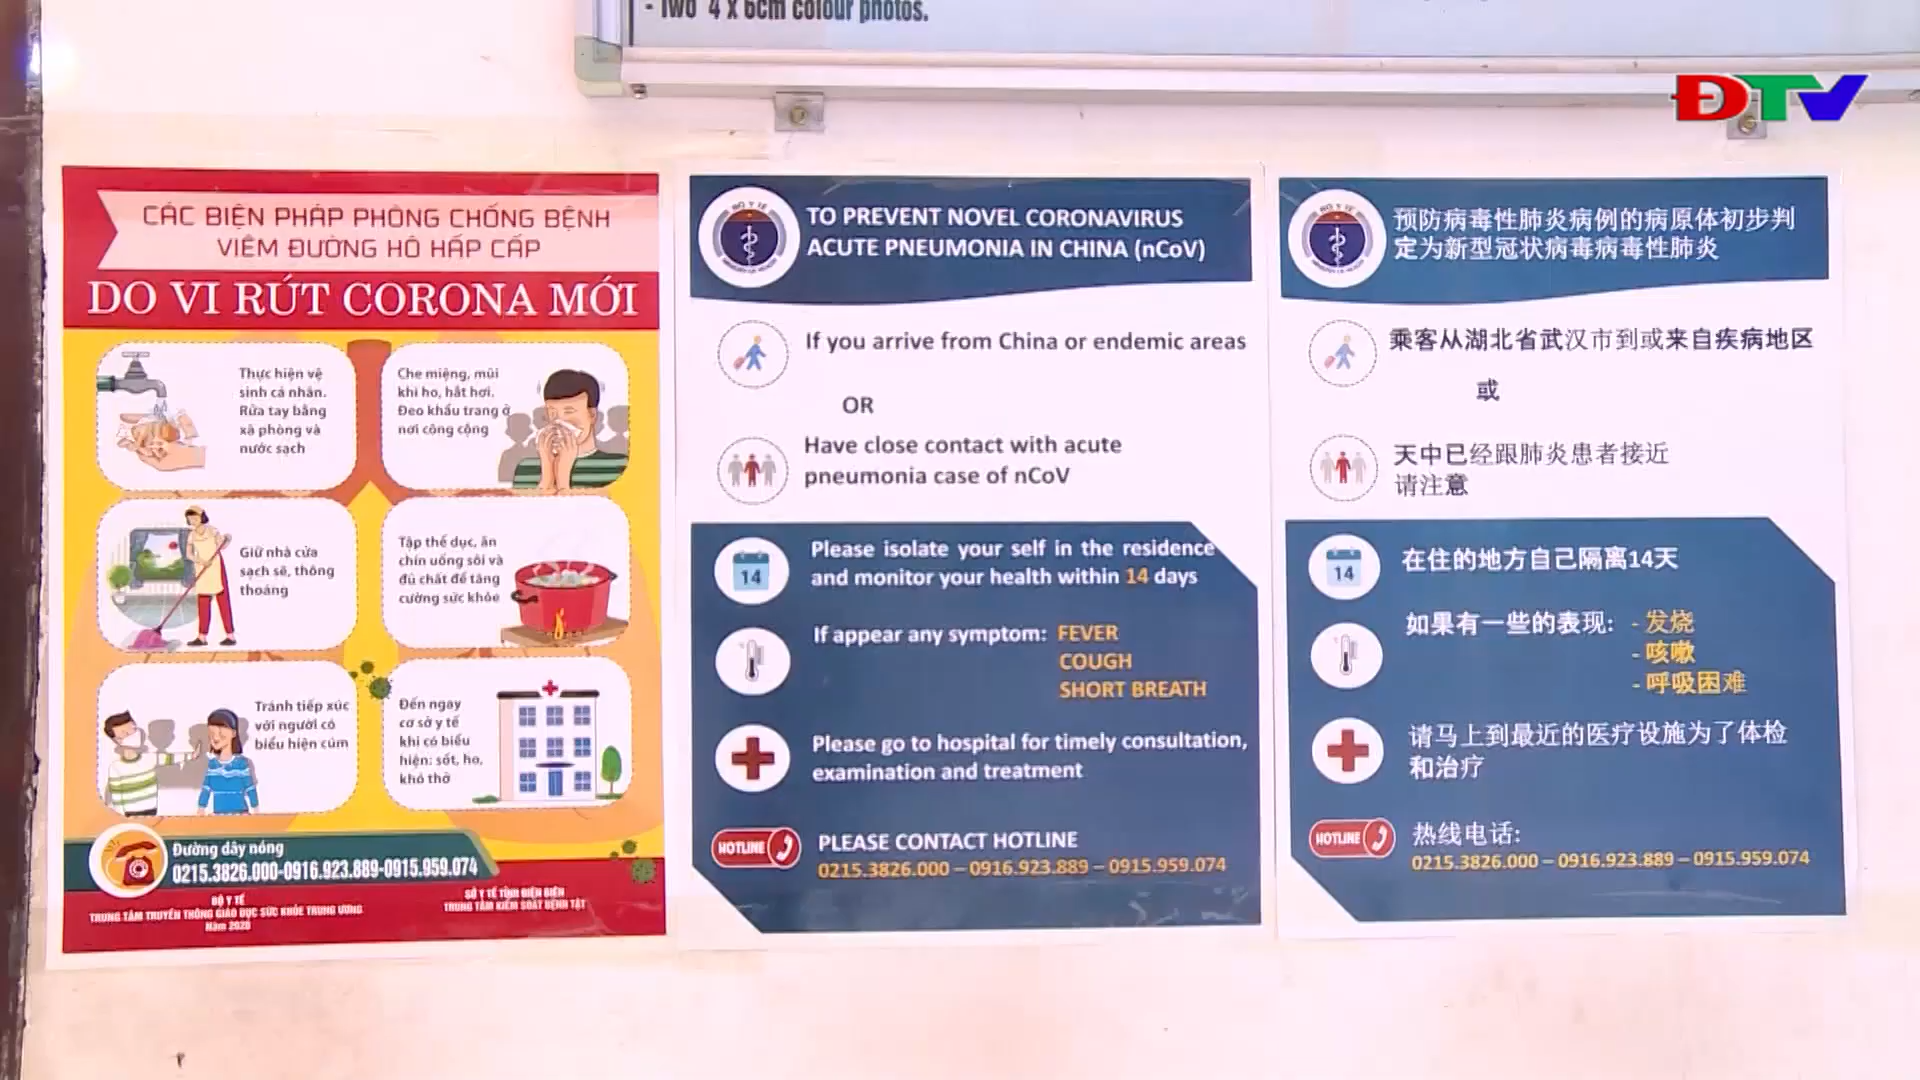 - Two 4 x 6cm colour photos.
ĐTV
CÁC BIỆN PHÁP PHÒNG CHỐNG BỆNH
VIÊM ĐƯỜNG HÔ HẤP CẤP
DO VI RÚT CORONA MỚI
Thực hiện vệ
sinh cá nhân.
Rửa tay bằng
xà phòng và
nước sạch
Che miệng, mũi
khi ho, hắt hơi.
Đeo khẩu trang ở
nơi công cộng
Giữ nhà cửa
sạch sẽ, thông
thoáng
Tập thể dục, ăn
chín uống sôi và
đủ chất để tăng
cường sức khỏe
Tránh tiếp xúc
với người có
biểu hiện cúm
Đến ngay
cơ sở y tế
khi có biểu
hiện: sốt, ho,
khó thở
Đường dây nóng
0215.3826.000-0916.923.889-0915.959.074
BỘ Y TẾ
TRUNG TÂM TRUYỀN THÔNG GIÁO DỤC SỨC KHỎE TRUNG ƯƠNG
Năm 2020
SỞ Y TẾ TỈNH ĐIỆN BIÊN
TRUNG TÂM KIỂM SOÁT BỆNH TẬT
BỘ Y TẾ
TO PREVENT NOVEL CORONAVIRUS
ACUTE PNEUMONIA IN CHINA (nCoV)
If you arrive from China or endemic areas
OR
Have close contact with acute
pneumonia case of nCoV
14
Please isolate your self in the residence
and monitor your health within 14 days
If appear any symptom: FEVER
COUGH
SHORT BREATH
Please go to hospital for timely consultation,
examination and treatment
HOTLINE
PLEASE CONTACT HOTLINE
0215.3826.000 – 0916.923.889 – 0915.959.074
BỘ Y TẾ
预防病毒性肺炎病例的病原体初步判
定为新型冠状病毒病毒性肺炎
乘客从湖北省武汉市到或来自疾病地区
或
天中已经跟肺炎患者接近
请注意
14
在住的地方自己隔离14天
如果有一些的表现: - 发烧
- 咳嗽
- 呼吸困难
请马上到最近的医疗设施为了体检
和治疗
HOTLINE
热线电话:
0215.3826.000 – 0916.923.889 – 0915.959.074